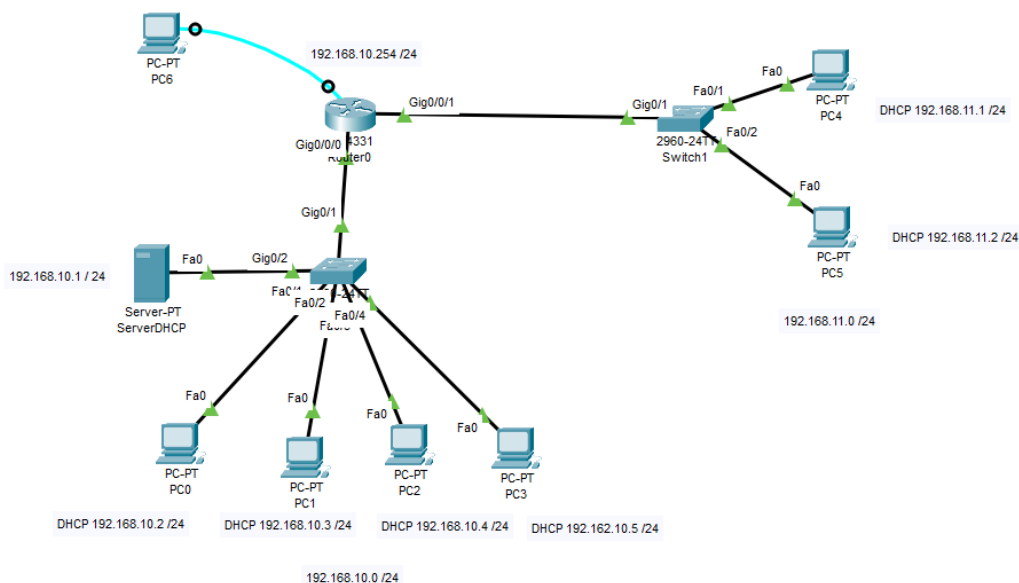 192.168.10.254 /24
PC-PT
PC6
Gig0/0/1
Gig0/1
Fa0/1
Fa0
PC-PT
PC4
DHCP 192.168.11.1 /24
4331
Router0
Gig0/0/0
2960-24TT
Switch1
Fa0/2
Fa0
PC-PT
PC5
DHCP 192.168.11.2 /24
192.168.11.0 /24
Gig0/1
192.168.10.1 / 24
Fa0
Gig0/2
Server-PT
ServerDHCP
Fa0/2
Fa0/4
Fa0
Fa0
Fa0
Fa0
PC-PT
PC0
PC-PT
PC1
PC-PT
PC2
PC-PT
PC3
DHCP 192.168.10.2 /24
DHCP 192.168.10.3 /24
DHCP 192.168.10.4 /24
DHCP 192.162.10.5 /24
192.168.10.0 /24